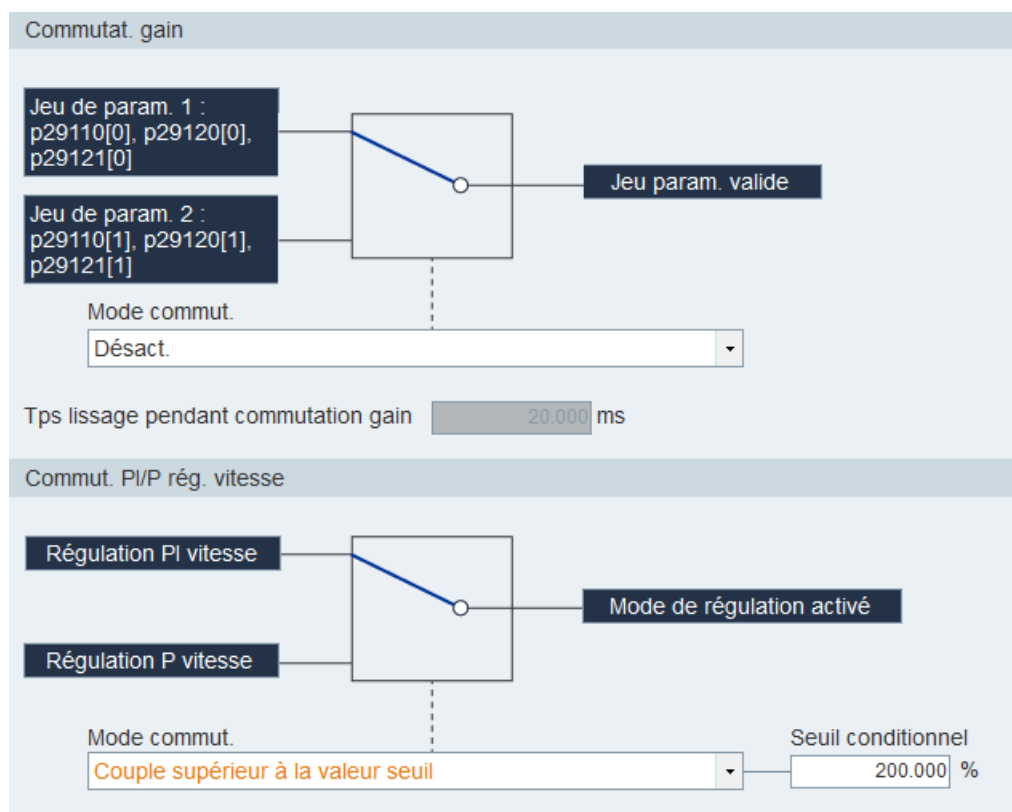 Commutat. gain
Jeu de param. 1 :
p29110[0], p29120[0],
p29121[0]
Jeu param. valide
Jeu de param. 2 :
p29110[1], p29120[1],
p29121[1]
Mode commut.
Désact.
Tps lissage pendant commutation gain 20.000 ms
Commut. PI/P rég. vitesse
Régulation PI vitesse
Mode de régulation activé
Régulation P vitesse
Mode commut. Seuil conditionnel
Couple supérieur à la valeur seuil 200.000 %